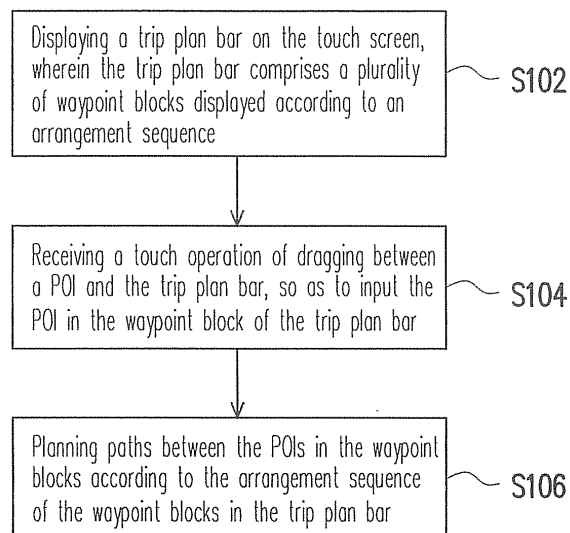 Displaying a trip plan bar on the touch screen,
wherein the trip plan bar comprises a plurality
of waypoint blocks displayed according to an
arrangement sequence
S102
Receiving a touch operation of dragging between
a POI and the trip plan bar, so as to input the
POI in the waypoint block of the trip plan bar
S104
Planning paths between the POIs in the waypoint
blocks according to the arrangement sequence
of the waypoint blocks in the trip plan bar
S106